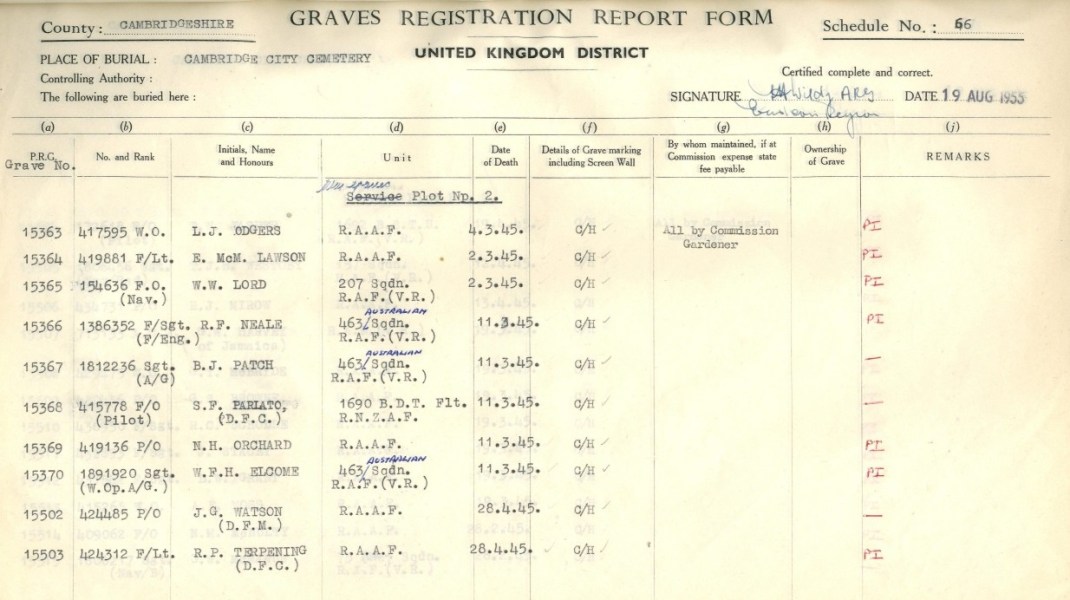 County: CAMBRIDGESHIRE GRAVES REGISTRATION REPORT FORM Schedule No.: 66
UNITED KINGDOM DISTRICT
PLACE OF BURIAL: CAMBRIDGE CITY CEMETERY
Controlling Authority: Certified complete and correct.
The following are buried here: SIGNATURE DATE 19 AUG 1955
Region
(a) (b) (c) (d) (e) (f) (g) (h) (j)
P.R.G. Grave No. No. and Rank Initials, Name and Honours Unit Date of Death Details of Grave marking including Screen Wall By whom maintained, if at Commission expense state fee payable Ownership of Grave REMARKS
War graves
Service Plot Np. 2.
15363 417595 W.O. L.J. ODGERS R.A.A.F. 4.3.45. C/H ✓ All by Commission PI
Gardener
15364 419881 F/Lt. E. McM. LAWSON R.A.A.F. 2.3.45. C/H ✓ PI
15365 154636 F.O. W.W. LORD 207 Sqdn. 2.3.45. C/H ✓ PI
(Nav.) R.A.F.(V.R.)
AUSTRALIAN
15366 1386352 F/Sgt. R.F. NEALE 463/Sqdn. 11.3.45. C/H ✓ PI
(F/Eng.) R.A.F.(V.R.)
AUSTRALIAN
15367 1812236 Sgt. B.J. PATCH 463/Sqdn. 11.3.45. C/H ✓ —
(A/G) R.A.F.(V.R.)
15368 415778 F/O S.F. PARLATO, 1690 B.D.T. Flt. 11.3.45. C/H ✓ —
(Pilot) (D.F.C.) R.N.Z.A.F.
15369 419136 P/O N.H. ORCHARD R.A.A.F. 11.3.45. C/H ✓ PI
AUSTRALIAN
15370 1891920 Sgt. W.F.H. ELCOME 463/Sqdn. 11.3.45. C/H ✓ PI
(W.Op.A/G.) R.A.F.(V.R.)
15502 424485 P/O J.G. WATSON R.A.A.F. 28.4.45. C/H ✓ —
(D.F.M.)
15503 424312 F/Lt. R.P. TERPENING R.A.A.F. 28.4.45. C/H ✓ PI
(D.F.C.)